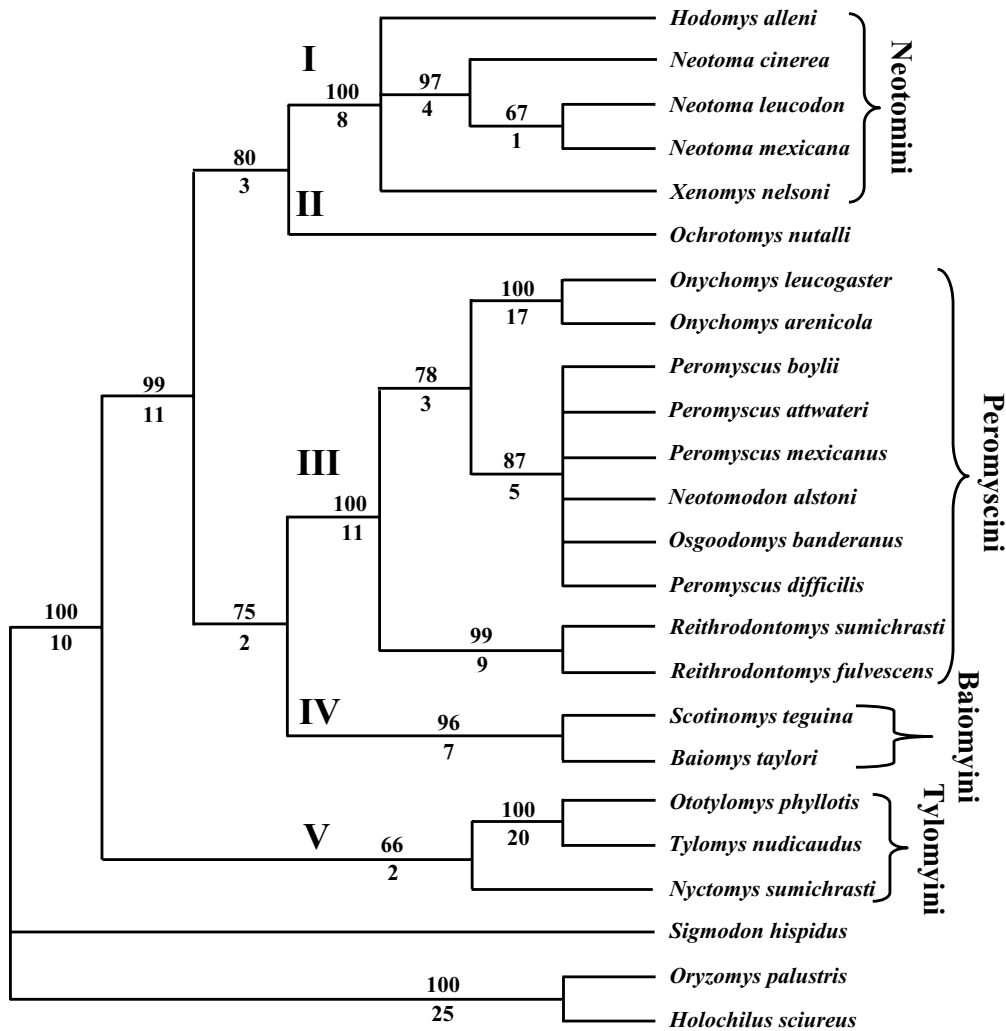 Hodomys alleni
I
Neotoma cinerea
97
100
4
8
Neotoma leucodon
67
1
Neotoma mexicana
80
3
Xenomys nelsoni
Neotomini
II
Ochrotomys nutalli
Onychomys leucogaster
100
17
Onychomys arenicola
Peromyscus boylii
78
3
99
11
Peromyscus attwateri
Peromyscus mexicanus
III
87
5
Neotomodon alstoni
100
11
Osgoodomys banderanus
Peromyscus difficilis
100
10
75
2
Reithrodontomys sumichrasti
99
9
Reithrodontomys fulvescens
Peromyscini
IV
Scotinomys teguina
96
7
Baiomys taylori
Baiomyini
Ototylomys phyllotis
100
20
V
66
2
Tylomys nudicaudus
Nyctomys sumichrasti
Tylomyini
Sigmodon hispidus
Oryzomys palustris
100
25
Holochilus sciureus